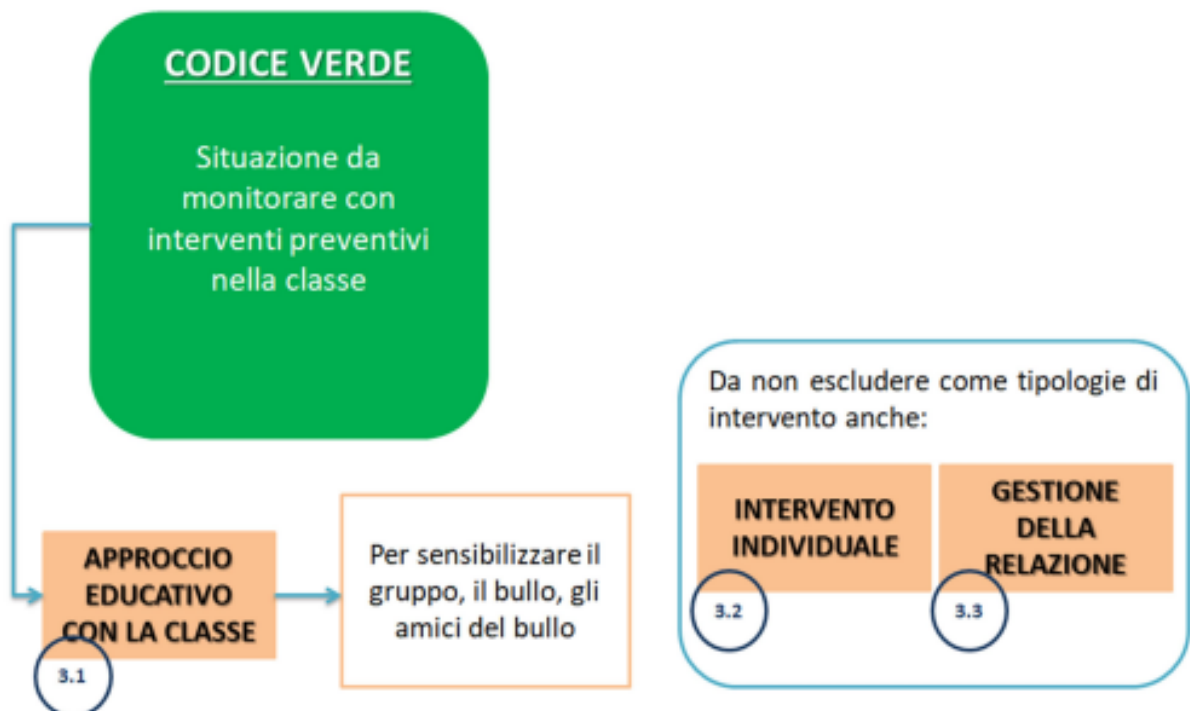 CODICE VERDE
Situazione da
monitorare con
interventi preventivi
nella classe
APPROCCIO
EDUCATIVO
CON LA CLASSE
3.1
Per sensibilizzare il
gruppo, il bullo, gli
amici del bullo
Da non escludere come tipologie di
intervento anche:
INTERVENTO
INDIVIDUALE
3.2
GESTIONE
DELLA
RELAZIONE
3.3